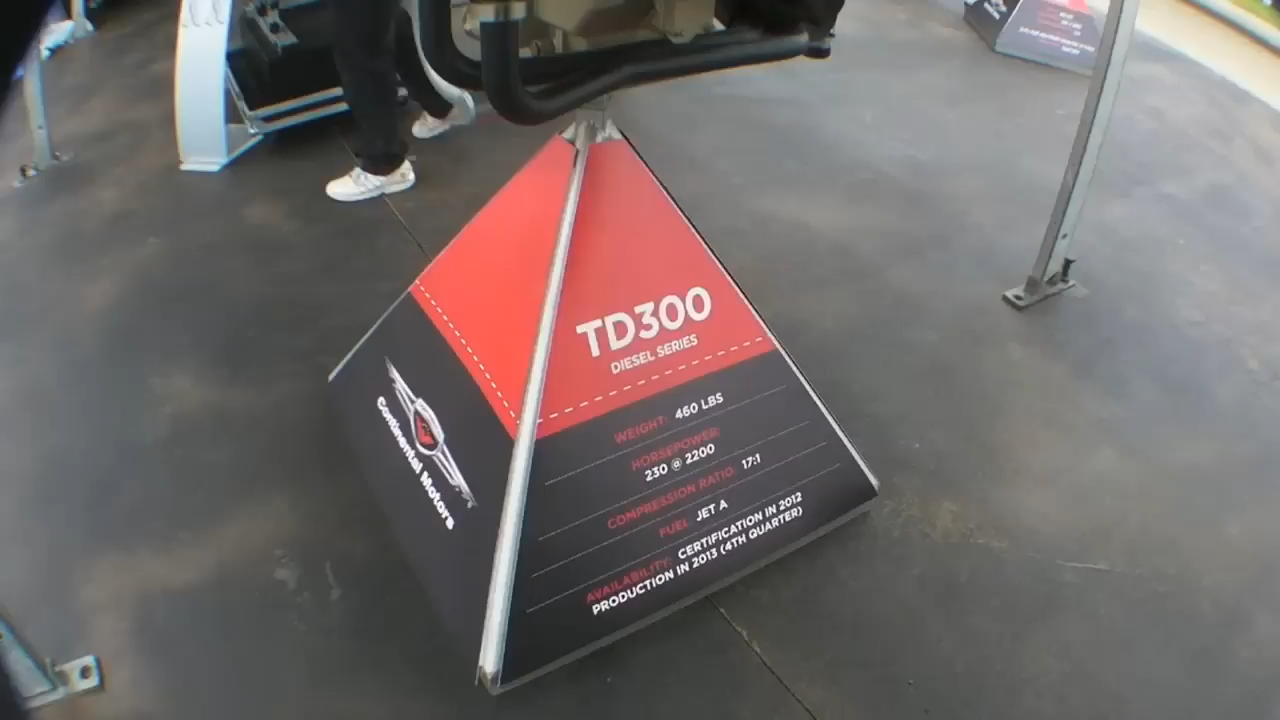 TD300
DIESEL SERIES
WEIGHT: 460 LBS
HORSEPOWER:
230 @ 2200
COMPRESSION RATIO 17:1
FUEL JET A
AVAILABILITY: CERTIFICATION IN 2012
PRODUCTION IN 2013 (4TH QUARTER)
Continental Motors